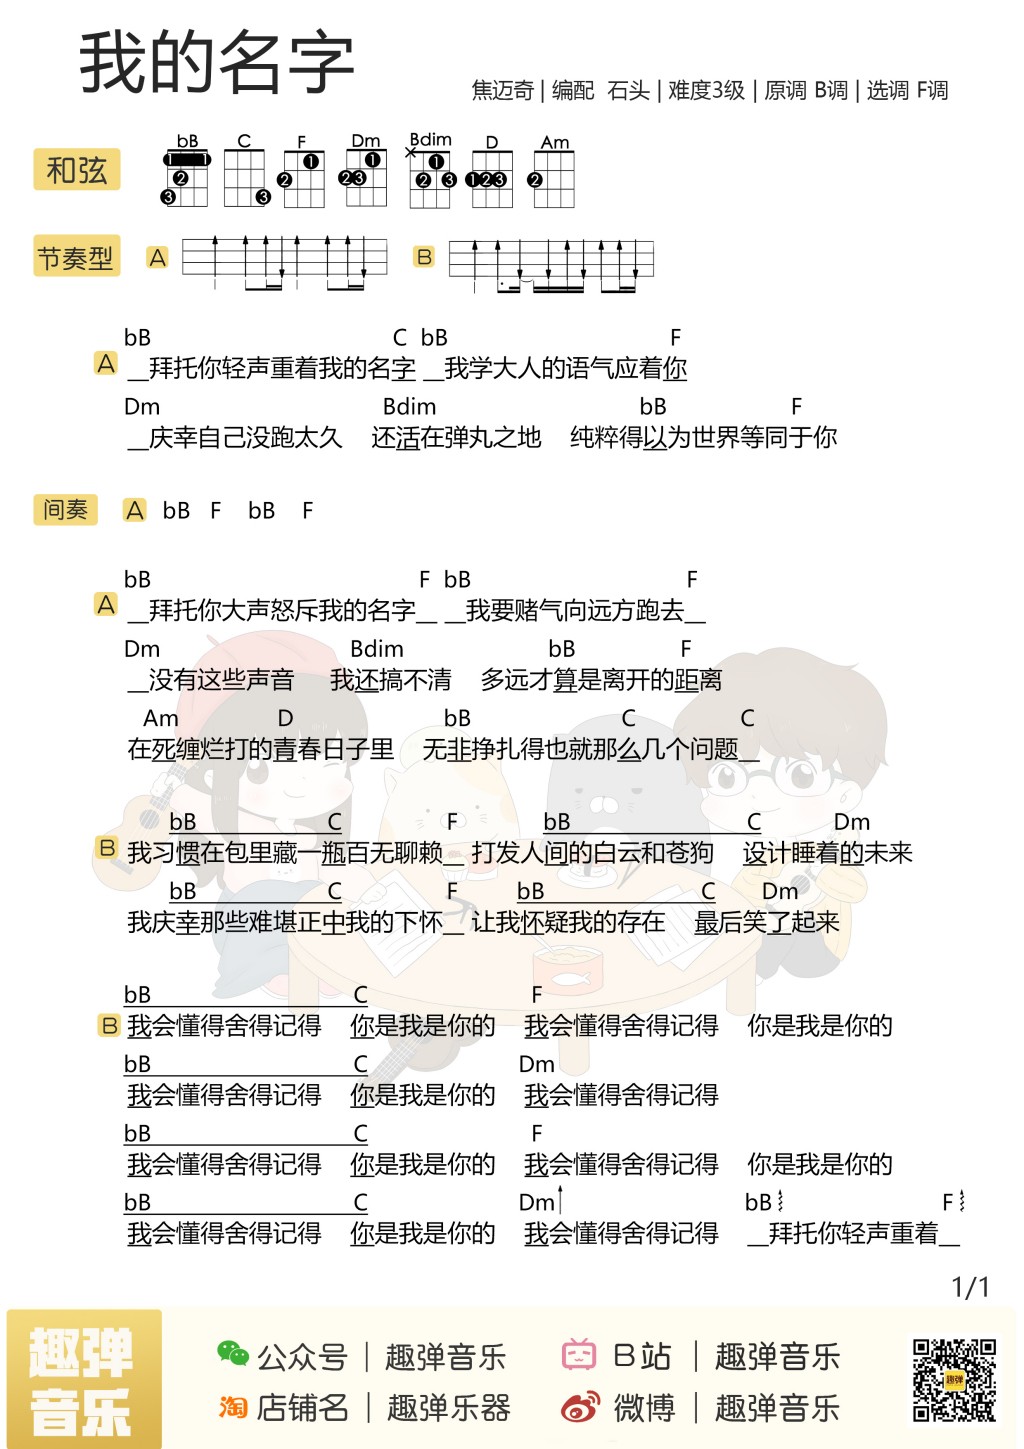 我的名字
焦迈奇 | 编配 石头 | 难度3级 | 原调 B调 | 选调 F调
和弦 bB C F Dm Bdim D Am
1 1 2 3 3 1 2 1 2 3 × 1 2 3 1 2 3 2
节奏型 A B
bB C bB F
A __拜托你轻声重着我的名字 __我学大人的语气应着你
Dm Bdim bB F
__庆幸自己没跑太久 还活在弹丸之地 纯粹得以为世界等同于你
间奏 A bB F bB F
bB F bB F
A __拜托你大声怒斥我的名字__ __我要赌气向远方跑去__
Dm Bdim bB F
__没有这些声音 我还搞不清 多远才算是离开的距离
Am D bB C C
在死缠烂打的青春日子里 无非挣扎得也就那么几个问题__
bB C F bB C Dm
B 我习惯在包里藏一瓶百无聊赖__ 打发人间的白云和苍狗 设计睡着的未来
bB C F bB C Dm
我庆幸那些难堪正中我的下怀__ 让我怀疑我的存在 最后笑了起来
bB C F
B 我会懂得舍得记得 你是我是你的 我会懂得舍得记得 你是我是你的
bB C Dm
我会懂得舍得记得 你是我是你的 我会懂得舍得记得
bB C F
我会懂得舍得记得 你是我是你的 我会懂得舍得记得 你是我是你的
bB C Dm bB F
我会懂得舍得记得 你是我是你的 我会懂得舍得记得 __拜托你轻声重着__
1/1
趣弹
音乐
公众号 | 趣弹音乐 B站 | 趣弹音乐
淘 店铺名 | 趣弹乐器 微博 | 趣弹音乐
趣弹